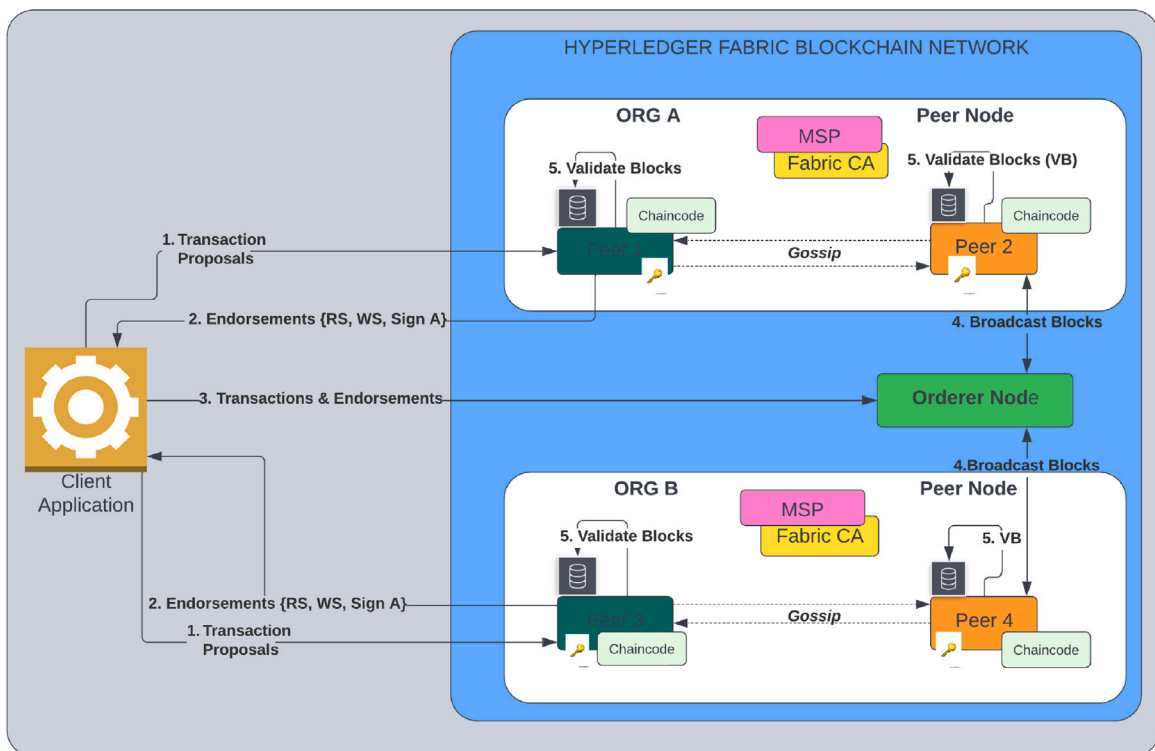 HYPERLEDGER FABRIC BLOCKCHAIN NETWORK
ORG A
Peer Node
MSP
Fabric CA
5. Validate Blocks
5. Validate Blocks (VB)
Chaincode
Chaincode
1. Transaction
Proposals
Peer 1
Gossip
Peer 2
2. Endorsements {RS, WS, Sign A}
4. Broadcast Blocks
3. Transactions & Endorsements
Orderer Node
Client
Application
4.Broadcast Blocks
ORG B
Peer Node
MSP
Fabric CA
5. Validate Blocks
5. VB
2. Endorsements {RS, WS, Sign A}
Peer 3
Gossip
Peer 4
1. Transaction
Proposals
Chaincode
Chaincode